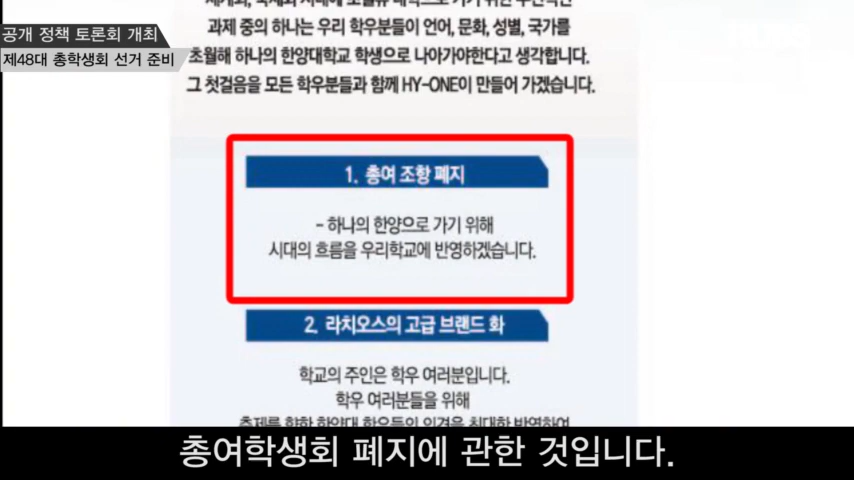 공개 정책 토론회 개최
제48대 총학생회 선거 준비
과제 중의 하나는 우리 학우분들이 언어, 문화, 성별, 국가를
초월해 하나의 한양대학교 학생으로 나아가야한다고 생각합니다.
그 첫걸음을 모든 학우분들과 함께 HY-ONE이 만들어 가겠습니다.
1. 총여 조항 폐지
- 하나의 한양으로 가기 위해
시대의 흐름을 우리학교에 반영하겠습니다.
2. 라치오스의 고급 브랜드 화
학교의 주인은 학우 여러분입니다.
학우 여러분들을 위해
총여학생회 폐지에 관한 것입니다.